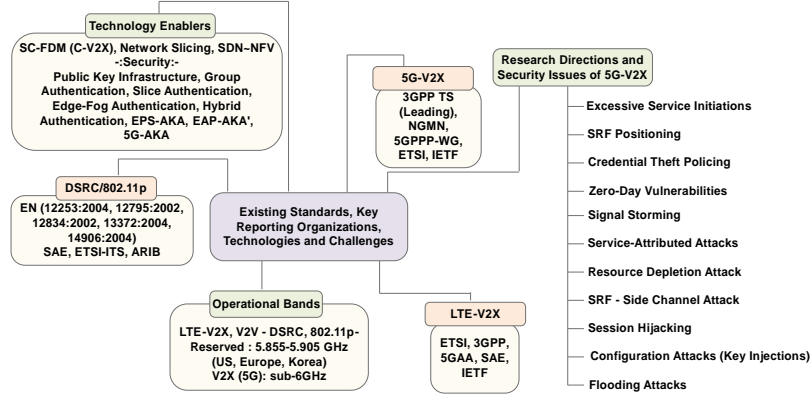 Technology Enablers
SC-FDM (C-V2X), Network Slicing, SDN~NFV
-:Security:-
Public Key Infrastructure, Group
Authentication, Slice Authentication,
Edge-Fog Authentication, Hybrid
Authentication, EPS-AKA, EAP-AKA',
5G-AKA
5G-V2X
3GPP TS
(Leading),
NGMN,
5GPPP-WG,
ETSI, IETF
Research Directions and
Security Issues of 5G-V2X
Excessive Service Initiations
SRF Positioning
Credential Theft Policing
Zero-Day Vulnerabilities
Signal Storming
Service-Attributed Attacks
Resource Depletion Attack
SRF - Side Channel Attack
Session Hijacking
Configuration Attacks (Key Injections)
Flooding Attacks
DSRC/802.11p
EN (12253:2004, 12795:2002,
12834:2002, 13372:2004,
14906:2004)
SAE, ETSI-ITS, ARIB
Existing Standards, Key
Reporting Organizations,
Technologies and Challenges
Operational Bands
LTE-V2X, V2V - DSRC, 802.11p-
Reserved : 5.855-5.905 GHz
(US, Europe, Korea)
V2X (5G): sub-6GHz
LTE-V2X
ETSI, 3GPP,
5GAA, SAE,
IETF